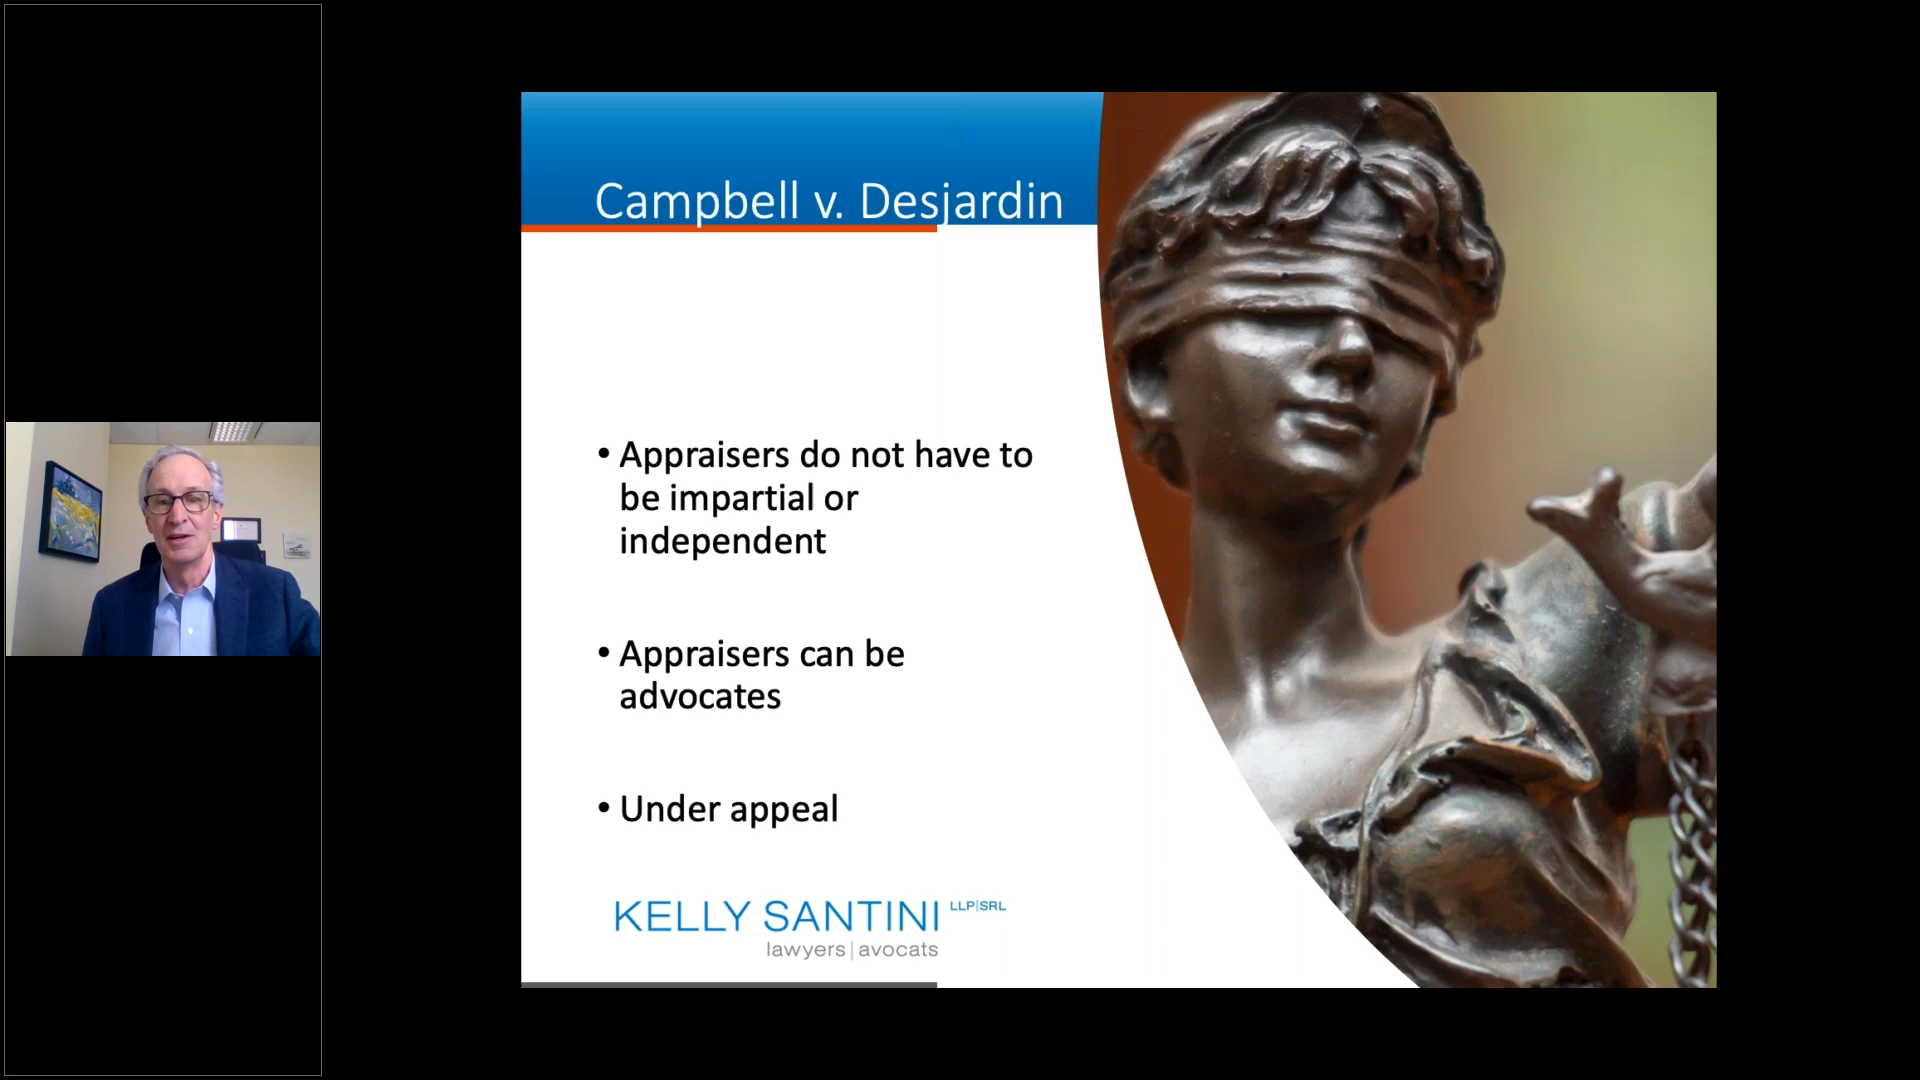 Campbell v. Desjardin
• Appraisers do not have to
be impartial or
independent
• Appraisers can be
advocates
• Under appeal
KELLY SANTINI LLP|SRL
lawyers|avocats